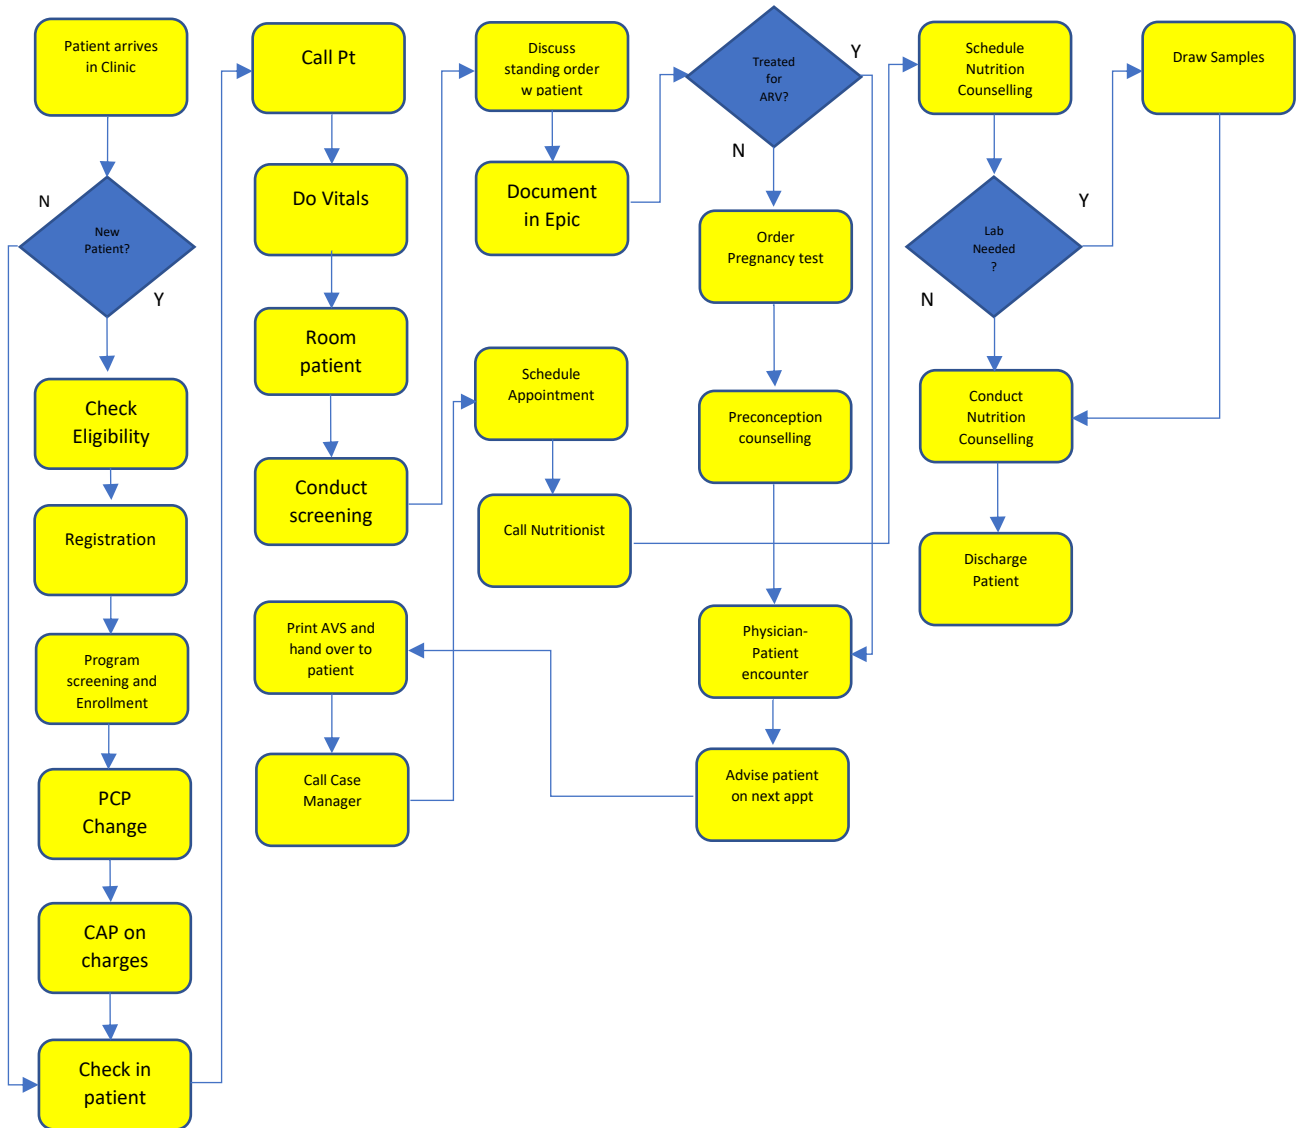 Patient arrives
in Clinic
N
New
Patient?
Y
Check
Eligibility
Registration
Program
screening and
Enrollment
PCP
Change
CAP on
charges
Check in
patient
Call Pt
Do Vitals
Room
patient
Conduct
screening
Discuss
standing order
w patient
Document
in Epic
Treated
for
ARV?
Y
N
Order
Pregnancy test
Preconception
counselling
Physician-
Patient
encounter
Advise patient
on next appt
Print AVS and
hand over to
patient
Call Case
Manager
Schedule
Appointment
Call Nutritionist
Schedule
Nutrition
Counselling
Lab
Needed
?
Y
N
Draw Samples
Conduct
Nutrition
Counselling
Discharge
Patient